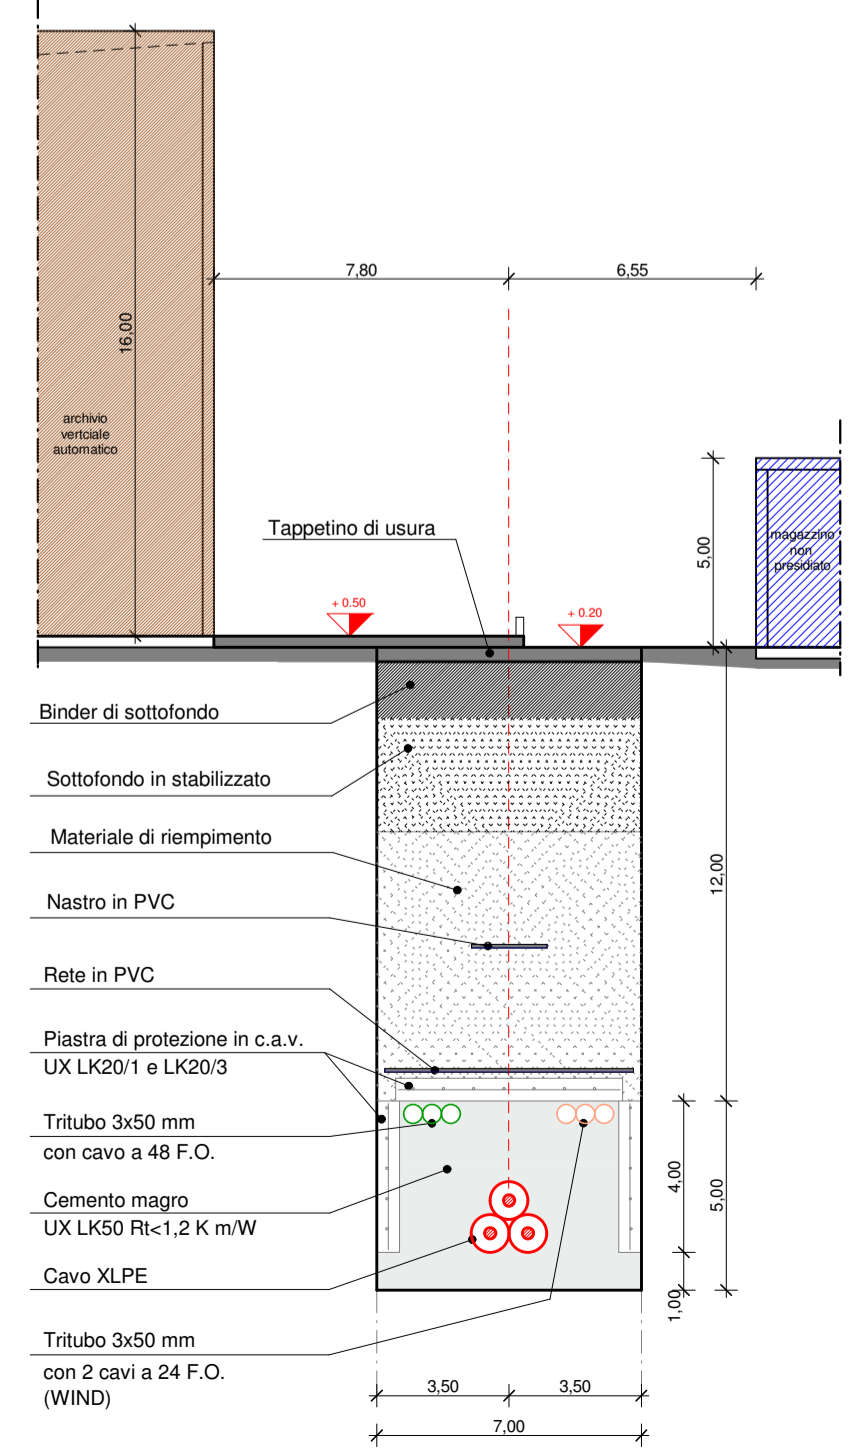 7,80
6,55
16,00
archivio
vertciale
automatico
Tappetino di usura
5,00
magazzino
non
presidiato
+ 0.50
+ 0.20
Binder di sottofondo
Sottofondo in stabilizzato
Materiale di riempimento
12,00
Nastro in PVC
Rete in PVC
Piastra di protezione in c.a.v.
UX LK20/1 e LK20/3
Tritubo 3x50 mm
con cavo a 48 F.O.
4,00
5,00
Cemento magro
UX LK50 Rt<1,2 K m/W
Cavo XLPE
1,00
Tritubo 3x50 mm
con 2 cavi a 24 F.O.
(WIND)
3,50
3,50
7,00